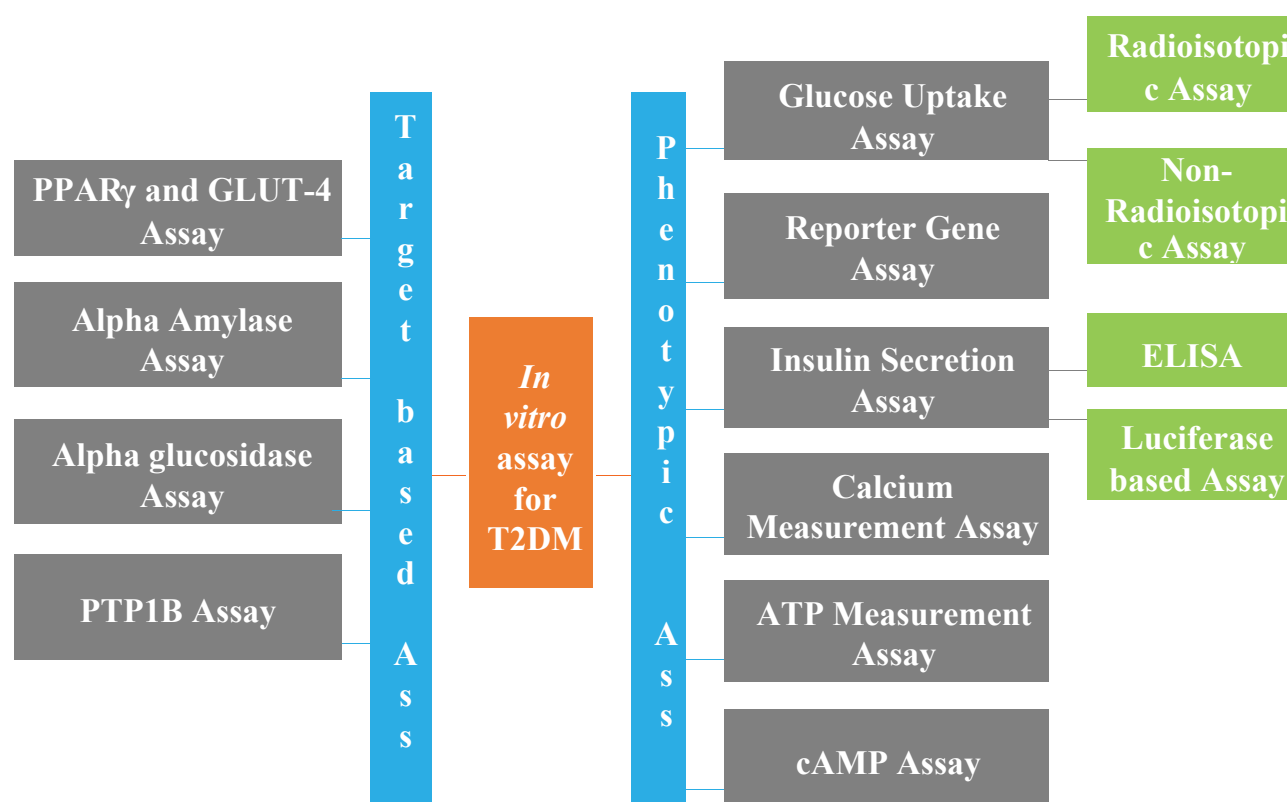 PPARγ and GLUT-4
Assay
Alpha Amylase
Assay
Alpha glucosidase
Assay
PTP1B Assay
Target based Ass
In
vitro
assay
for
T2DM
Phenotypic Ass
Glucose Uptake
Assay
Reporter Gene
Assay
Insulin Secretion
Assay
Calcium
Measurement Assay
ATP Measurement
Assay
cAMP Assay
Radioisotopi
c Assay
Non-
Radioisotopi
c Assay
ELISA
Luciferase
based Assay